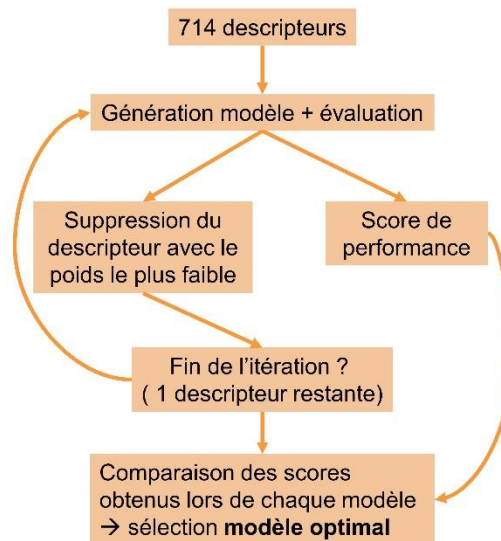 714 descripteurs
Génération modèle + évaluation
Suppression du
descripteur avec le
poids le plus faible
Score de
performance
Fin de l'itération ?
( 1 descripteur restante)
Comparaison des scores
obtenus lors de chaque modèle
→ sélection modèle optimal